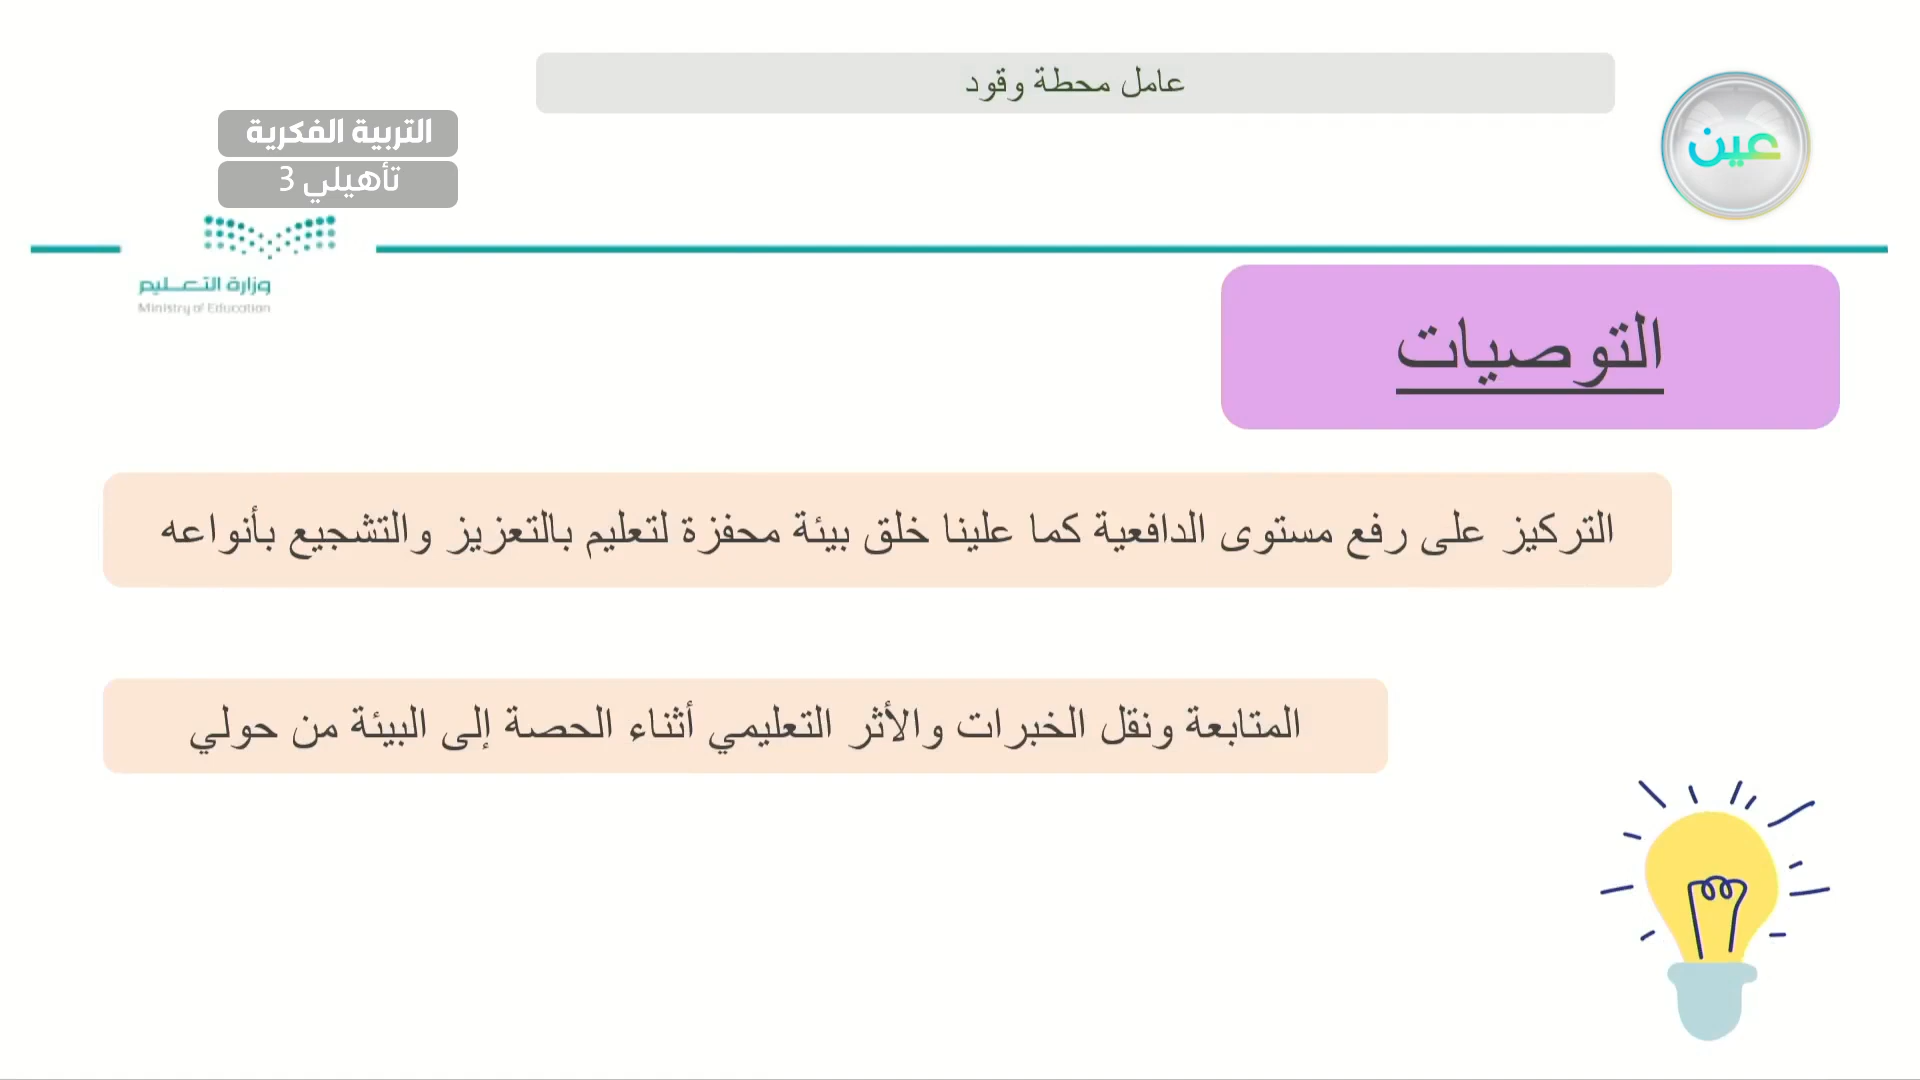 عامل محطة وقود
عين
التربية الفكرية
تأهيلي 3
وزارة التعـليم
Ministry of Education
التوصيات
التركيز على رفع مستوى الدافعية كما علينا خلق بيئة محفزة لتعليم بالتعزيز والتشجيع بأنواعه
المتابعة ونقل الخبرات والأثر التعليمي أثناء الحصة إلى البيئة من حولي